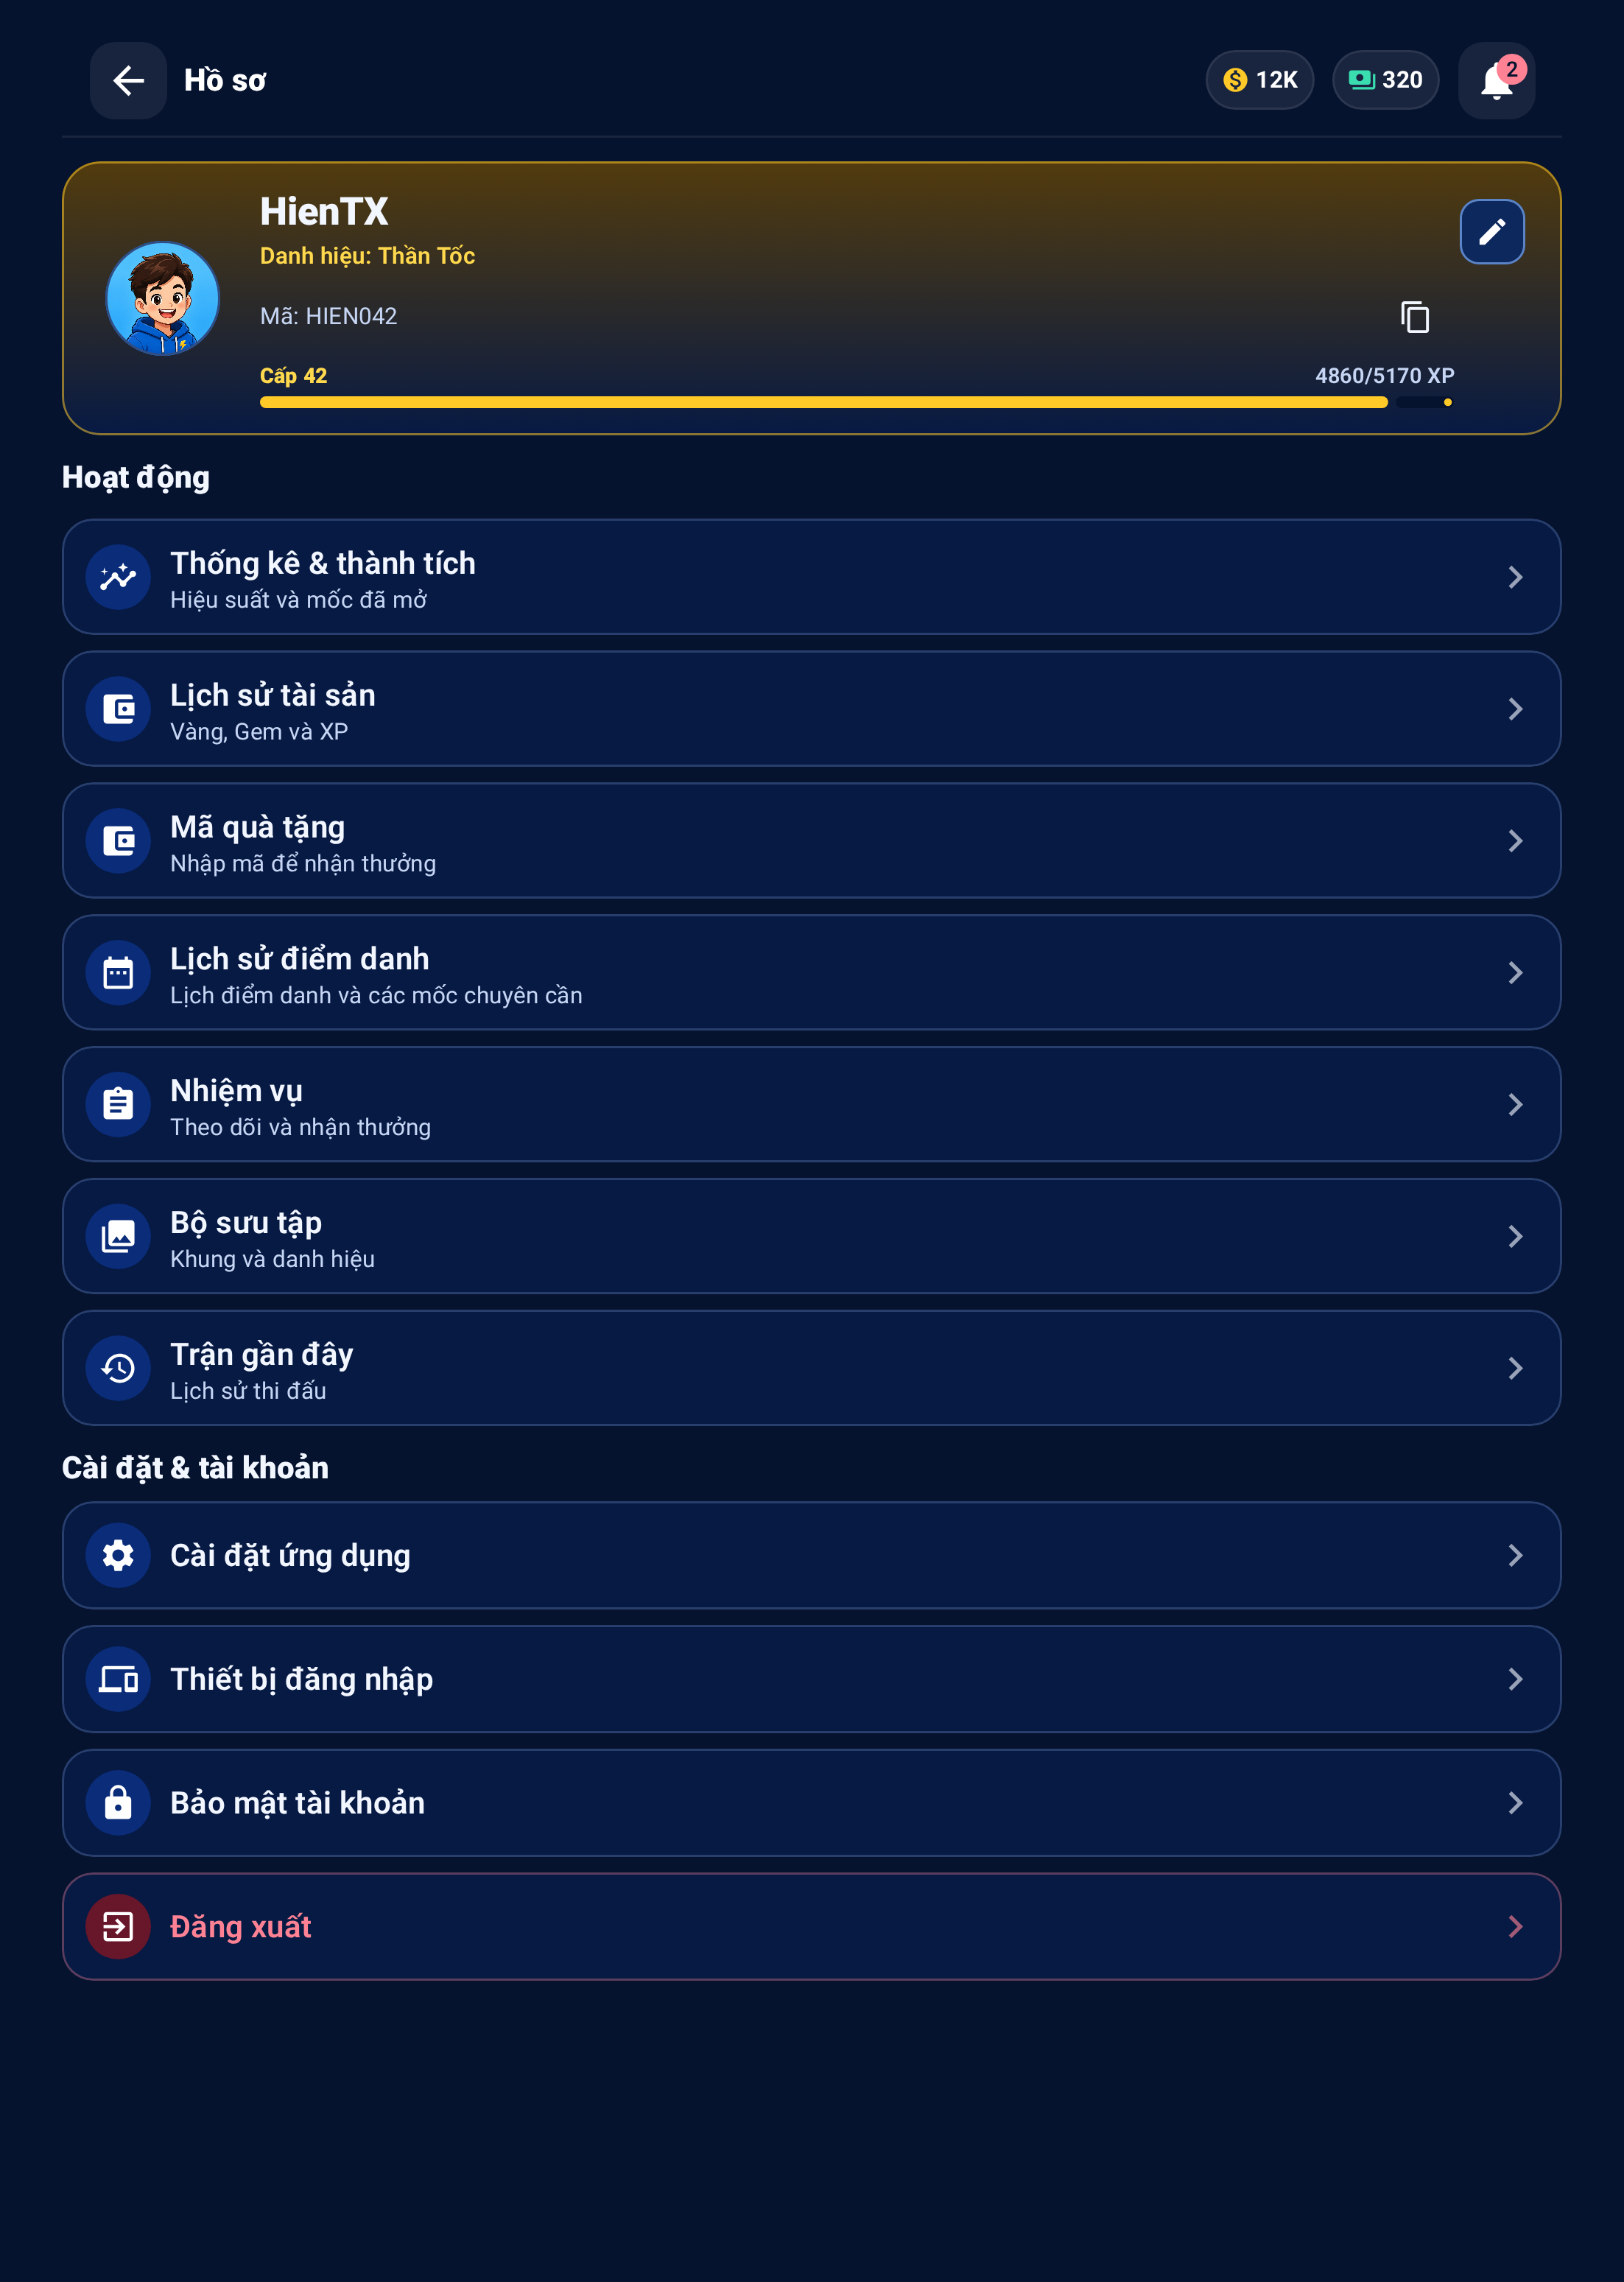 Hồ sơ
12K
320
2
HienTX
Danh hiệu: Thần Tốc
Mã: HIEN042
Cấp 42
4860/5170 XP
Hoạt động
Thống kê & thành tích
Hiệu suất và mốc đã mở
Lịch sử tài sản
Vàng, Gem và XP
Mã quà tặng
Nhập mã để nhận thưởng
Lịch sử điểm danh
Lịch điểm danh và các mốc chuyên cần
Nhiệm vụ
Theo dõi và nhận thưởng
Bộ sưu tập
Khung và danh hiệu
Trận gần đây
Lịch sử thi đấu
Cài đặt & tài khoản
Cài đặt ứng dụng
Thiết bị đăng nhập
Bảo mật tài khoản
Đăng xuất